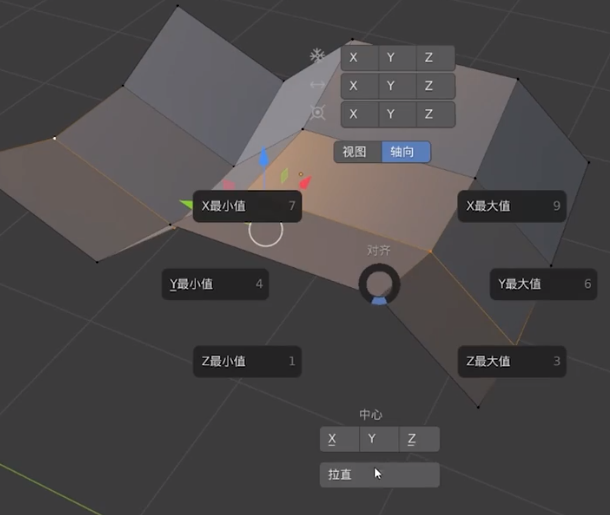 X Y Z
X Y Z
X Y Z
视图 轴向
X最小值 7
X最大值 9
对齐
Y最小值 4
Y最大值 6
Z最小值 1
Z最大值 3
中心
X Y Z
拉直